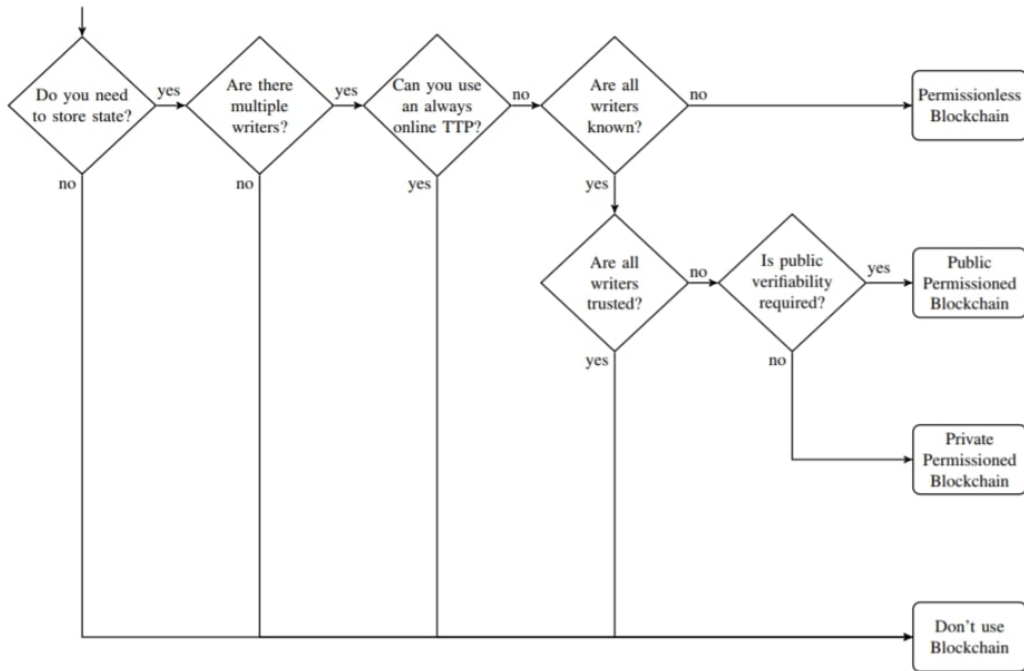 Do you need
to store state?
yes
no
Are there
multiple
writers?
yes
no
Can you use
an always
online TTP?
no
yes
Are all
writers
known?
no
yes
Permissionless
Blockchain
Are all
writers
trusted?
no
yes
Is public
verifiability
required?
yes
no
Public
Permissioned
Blockchain
Private
Permissioned
Blockchain
Don't use
Blockchain